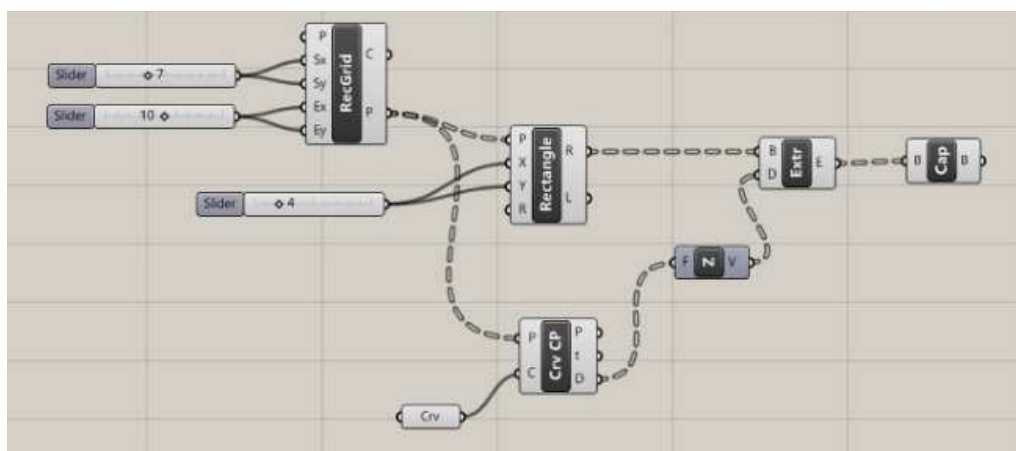 P
Sx
Sy
Ex
Ey
RecGrid
C
P
Slider
7
Slider
10
Slider
4
P
X
Y
R
Rectangle
R
L
B
D
Extr
E
B
Cap
B
F
Z
V
P
C
Crv CP
P
t
D
Crv